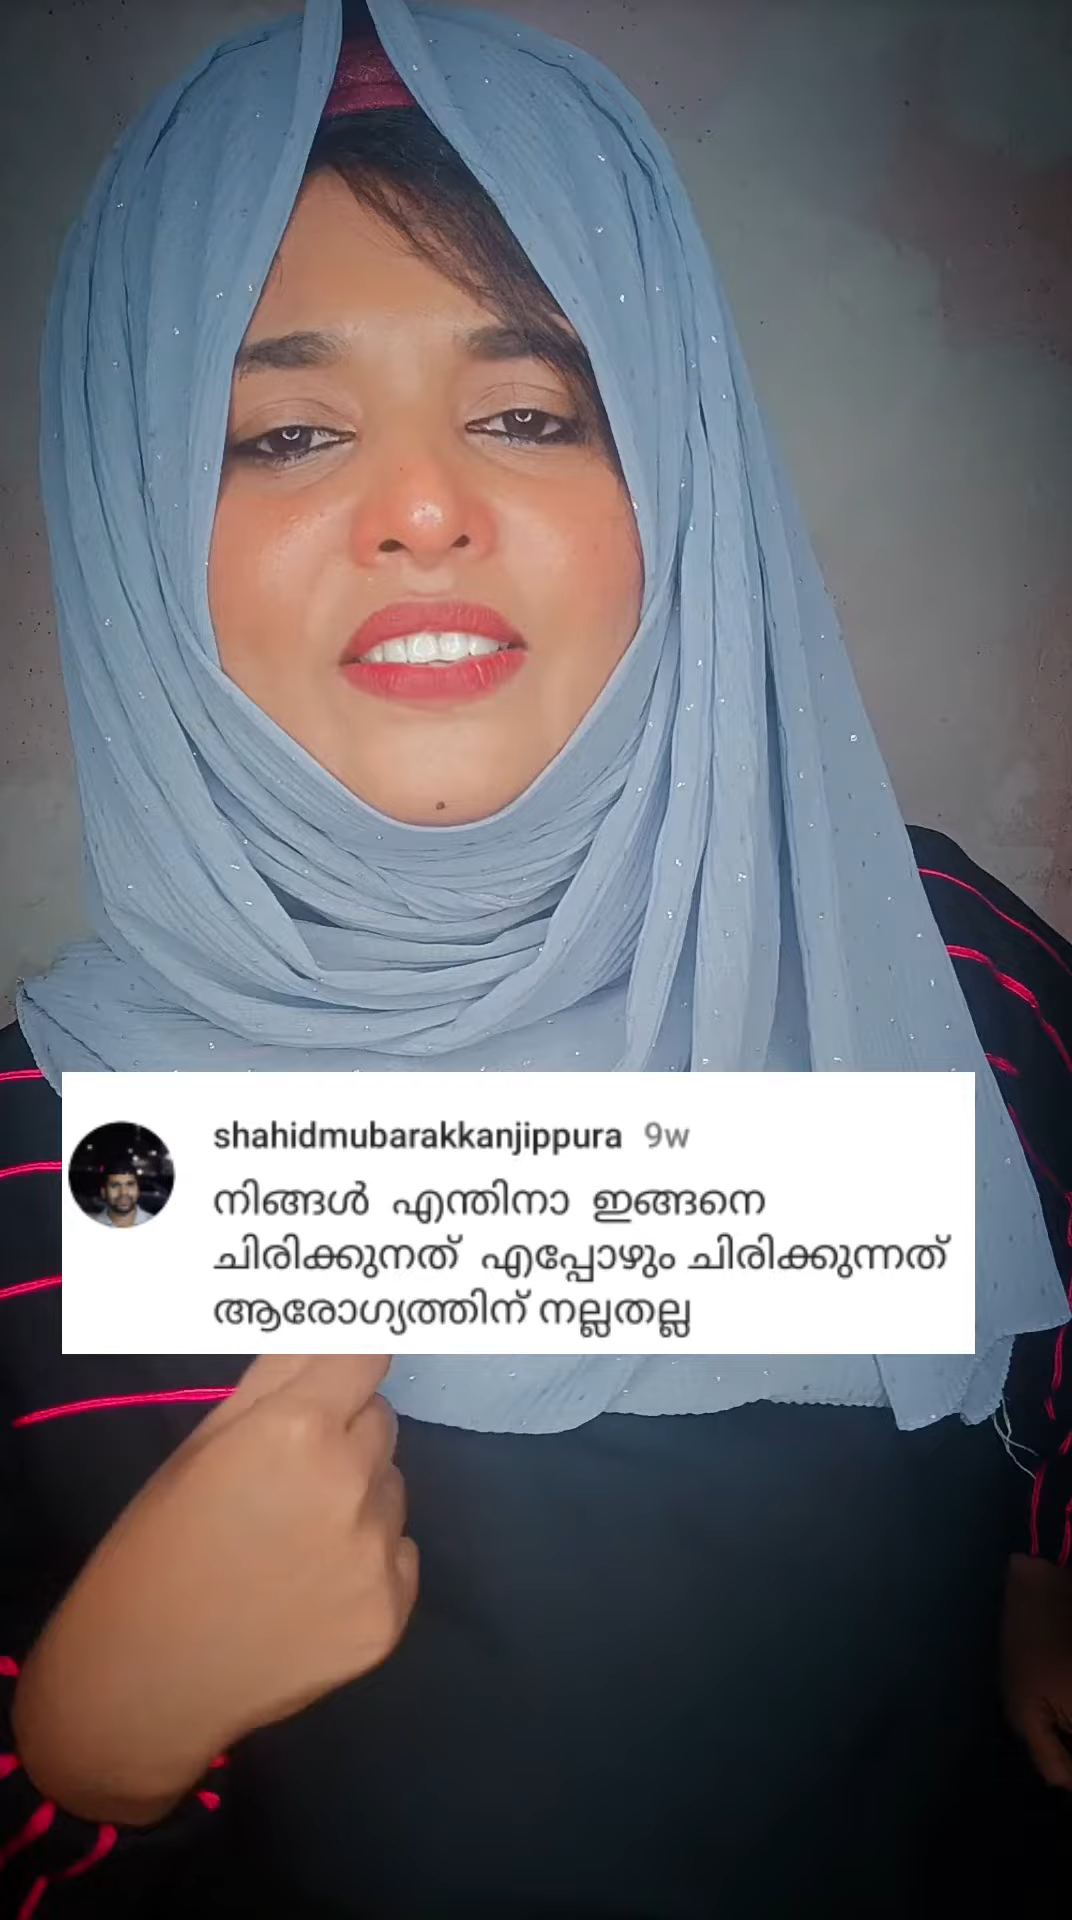 shahidmubarakkanjippura 9w
നിങ്ങൾ എന്തിനാ ഇങ്ങനെ
ചിരിക്കുനത് എപ്പോഴും ചിരിക്കുന്നത്
ആരോഗ്യത്തിന് നല്ലതല്ല